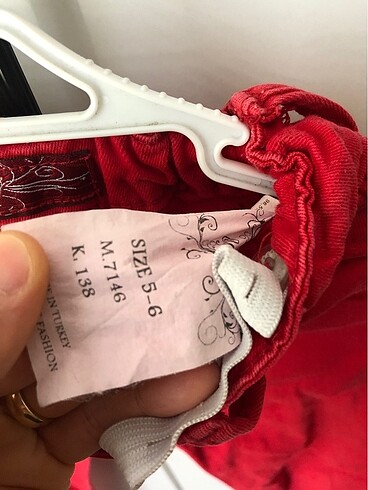 SIZE 5-6
M.7146
K. 138
IN TURKEY
FASHION